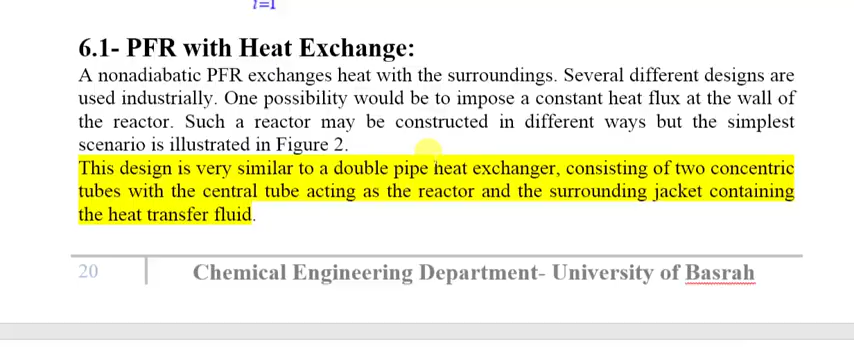 i=1
6.1- PFR with Heat Exchange:
A nonadiabatic PFR exchanges heat with the surroundings. Several different designs are
used industrially. One possibility would be to impose a constant heat flux at the wall of
the reactor. Such a reactor may be constructed in different ways but the simplest
scenario is illustrated in Figure 2.
This design is very similar to a double pipe heat exchanger, consisting of two concentric
tubes with the central tube acting as the reactor and the surrounding jacket containing
the heat transfer fluid.
20 Chemical Engineering Department- University of Basrah